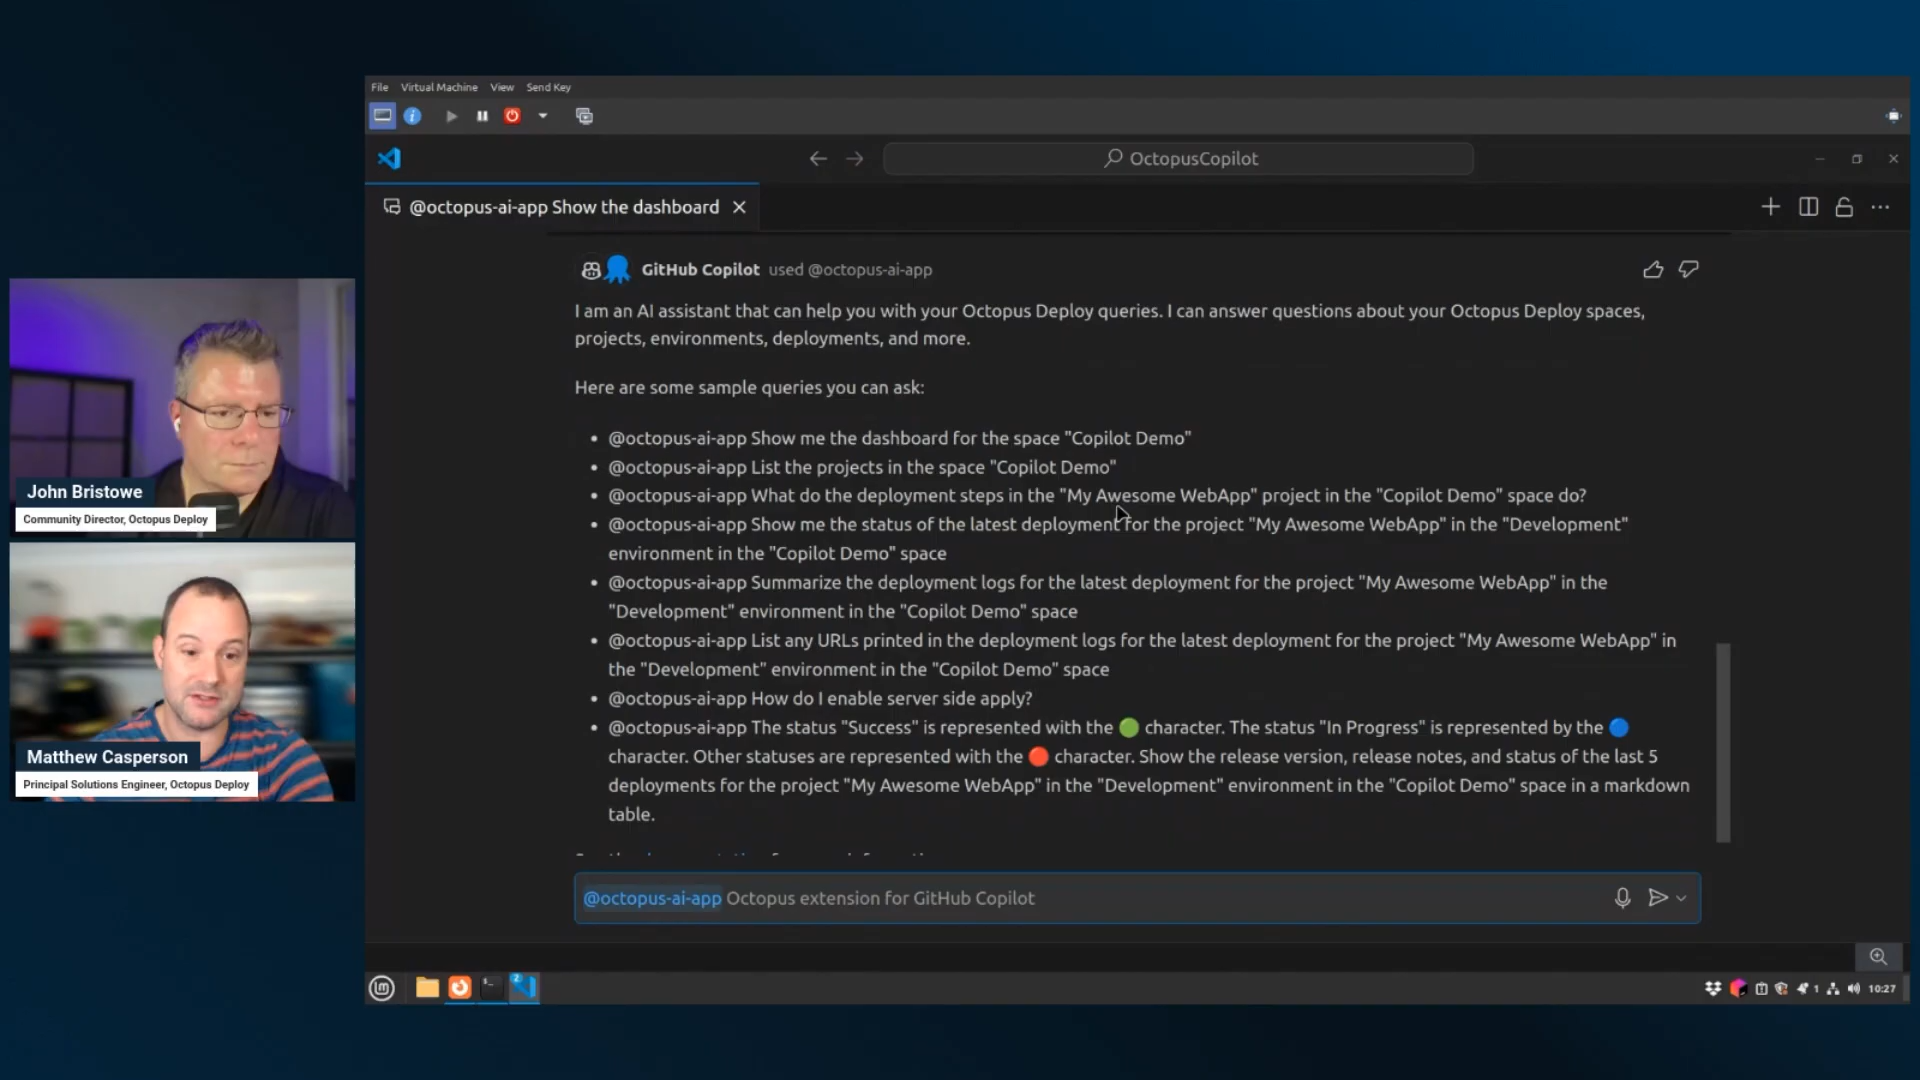 File Virtual Machine View Send Key
OctopusCopilot
@octopus-ai-app Show the dashboard
GitHub Copilot used @octopus-ai-app
I am an AI assistant that can help you with your Octopus Deploy queries. I can answer questions about your Octopus Deploy spaces,
projects, environments, deployments, and more.
Here are some sample queries you can ask:
• @octopus-ai-app Show me the dashboard for the space "Copilot Demo"
• @octopus-ai-app List the projects in the space "Copilot Demo"
• @octopus-ai-app What do the deployment steps in the "My Awesome WebApp" project in the "Copilot Demo" space do?
• @octopus-ai-app Show me the status of the latest deployment for the project "My Awesome WebApp" in the "Development"
environment in the "Copilot Demo" space
• @octopus-ai-app Summarize the deployment logs for the latest deployment for the project "My Awesome WebApp" in the
"Development" environment in the "Copilot Demo" space
• @octopus-ai-app List any URLs printed in the deployment logs for the latest deployment for the project "My Awesome WebApp" in
the "Development" environment in the "Copilot Demo" space
• @octopus-ai-app How do I enable server side apply?
• @octopus-ai-app The status "Success" is represented with the 🟢 character. The status "In Progress" is represented by the 🔵
character. Other statuses are represented with the 🔴 character. Show the release version, release notes, and status of the last 5
deployments for the project "My Awesome WebApp" in the "Development" environment in the "Copilot Demo" space in a markdown
table.
@octopus-ai-app Octopus extension for GitHub Copilot
2
1 10:27
John Bristowe
Community Director, Octopus Deploy
Matthew Casperson
Principal Solutions Engineer, Octopus Deploy